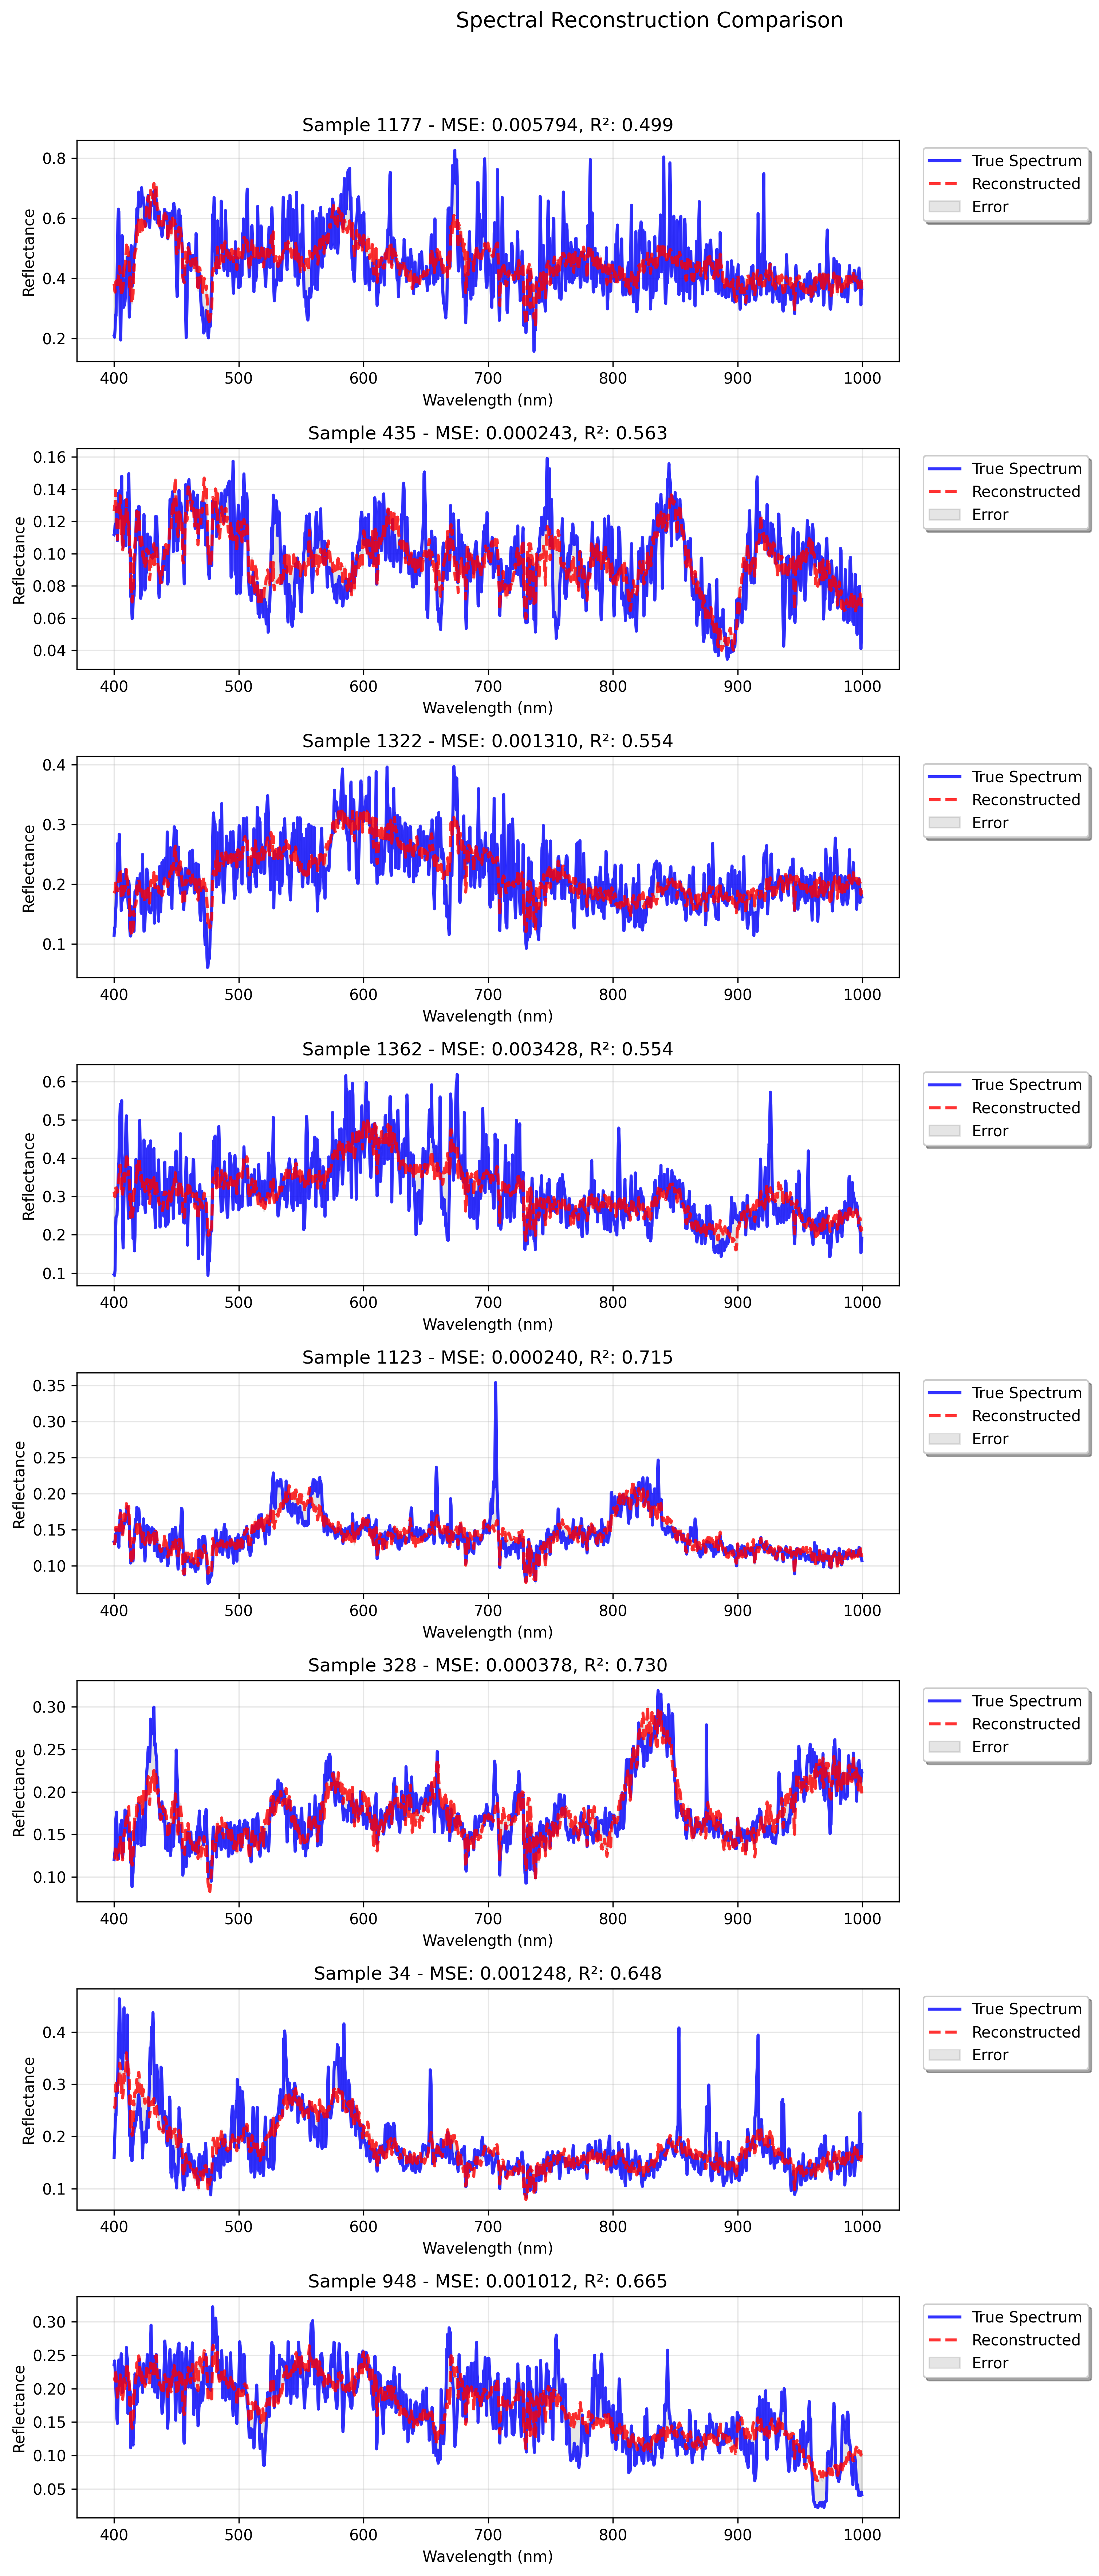 Spectral Reconstruction Comparison
Sample 1177 - MSE: 0.005794, R²: 0.499
0.8
0.6
0.4
0.2
Reflectance
400 500 600 700 800 900 1000
Wavelength (nm)
True Spectrum
Reconstructed
Error
Sample 435 - MSE: 0.000243, R²: 0.563
0.16
0.14
0.12
0.10
0.08
0.06
0.04
Reflectance
400 500 600 700 800 900 1000
Wavelength (nm)
True Spectrum
Reconstructed
Error
Sample 1322 - MSE: 0.001310, R²: 0.554
0.4
0.3
0.2
0.1
Reflectance
400 500 600 700 800 900 1000
Wavelength (nm)
True Spectrum
Reconstructed
Error
Sample 1362 - MSE: 0.003428, R²: 0.554
0.6
0.5
0.4
0.3
0.2
0.1
Reflectance
400 500 600 700 800 900 1000
Wavelength (nm)
True Spectrum
Reconstructed
Error
Sample 1123 - MSE: 0.000240, R²: 0.715
0.35
0.30
0.25
0.20
0.15
0.10
Reflectance
400 500 600 700 800 900 1000
Wavelength (nm)
True Spectrum
Reconstructed
Error
Sample 328 - MSE: 0.000378, R²: 0.730
0.30
0.25
0.20
0.15
0.10
Reflectance
400 500 600 700 800 900 1000
Wavelength (nm)
True Spectrum
Reconstructed
Error
Sample 34 - MSE: 0.001248, R²: 0.648
0.4
0.3
0.2
0.1
Reflectance
400 500 600 700 800 900 1000
Wavelength (nm)
True Spectrum
Reconstructed
Error
Sample 948 - MSE: 0.001012, R²: 0.665
0.30
0.25
0.20
0.15
0.10
0.05
Reflectance
400 500 600 700 800 900 1000
Wavelength (nm)
True Spectrum
Reconstructed
Error